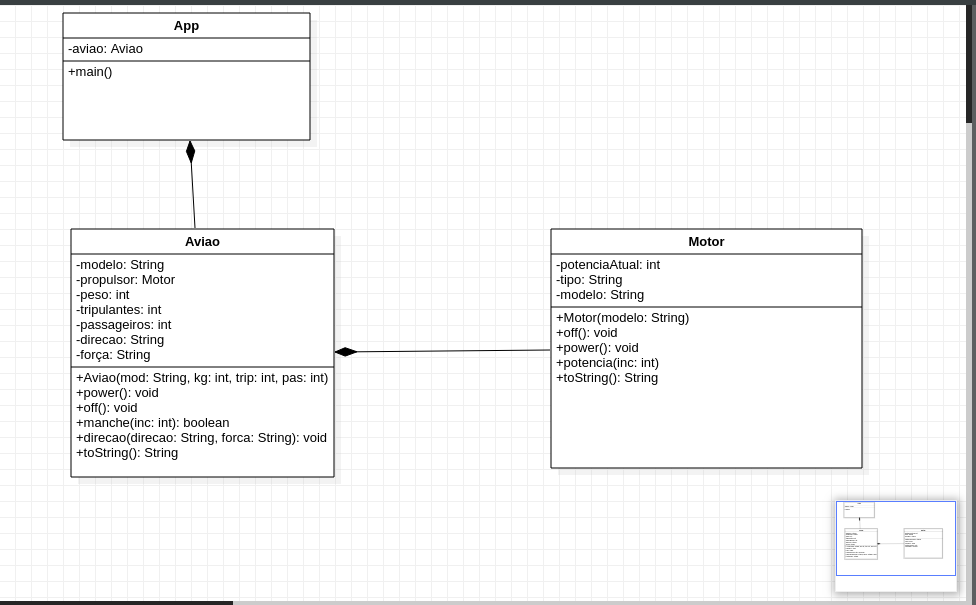 App
-aviao: Aviao
+main()
Aviao
-modelo: String
-propulsor: Motor
-peso: int
-tripulantes: int
-passageiros: int
-direcao: String
-força: String
+Aviao(mod: String, kg: int, trip: int, pas: int)
+power(): void
+off(): void
+manche(inc: int): boolean
+direcao(direcao: String, forca: String): void
+toString(): String
Motor
-potenciaAtual: int
-tipo: String
-modelo: String
+Motor(modelo: String)
+off(): void
+power(): void
+potencia(inc: int)
+toString(): String